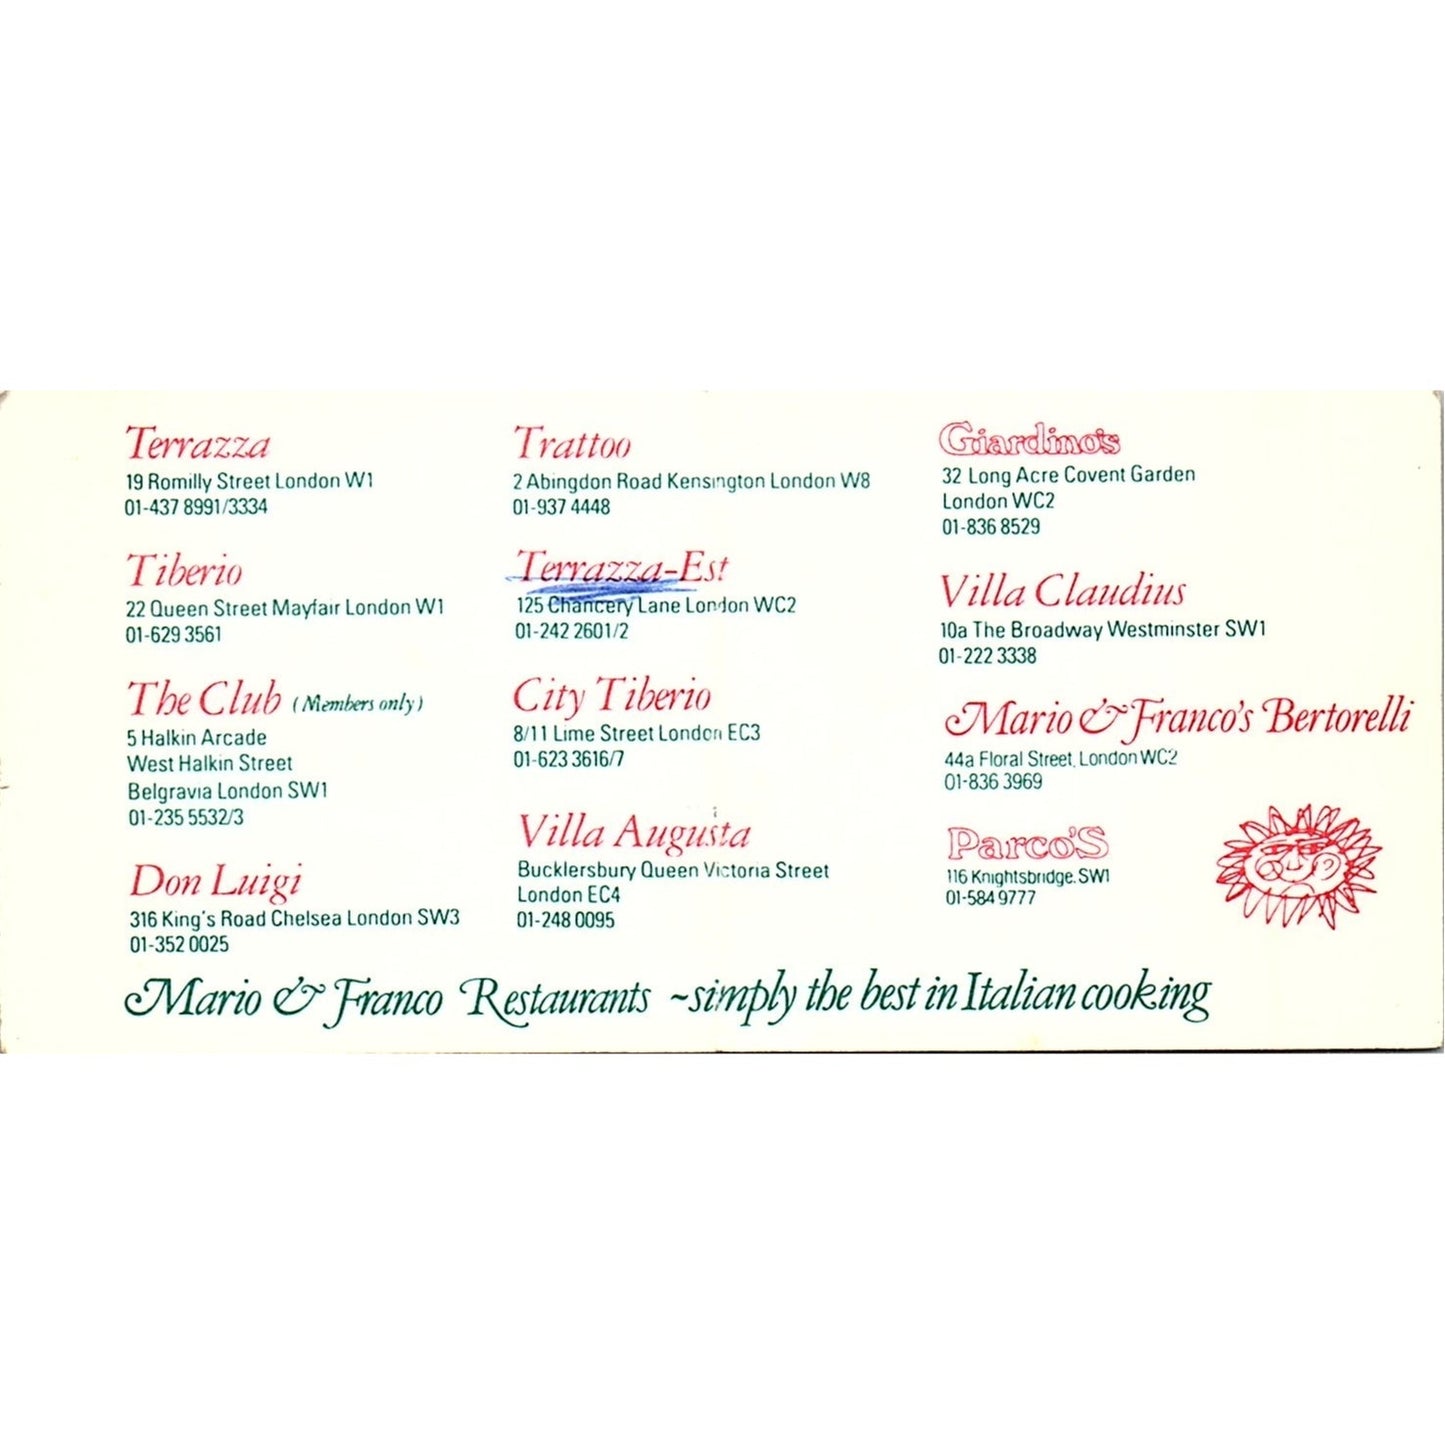 Terrazza
19 Romilly Street London W1
01-437 8991/3334
Tiberio
22 Queen Street Mayfair London W1
01-629 3561
The Club (Members only)
5 Halkin Arcade
West Halkin Street
Belgravia London SW1
01-235 5532/3
Don Luigi
316 King's Road Chelsea London SW3
01-352 0025
Trattoo
2 Abingdon Road Kensington London W8
01-937 4448
Terrazza-Est
125 Chancery Lane London WC2
01-242 2601/2
City Tiberio
8/11 Lime Street London EC3
01-623 3616/7
Villa Augusta
Bucklersbury Queen Victoria Street
London EC4
01-248 0095
Giardino's
32 Long Acre Covent Garden
London WC2
01-836 8529
Villa Claudius
10a The Broadway Westminster SW1
01-222 3338
Mario & Franco's Bertorelli
44a Floral Street, London WC2
01-836 3969
Parco'S
116 Knightsbridge. SW1
01-584 9777
Mario & Franco Restaurants ~simply the best in Italian cooking